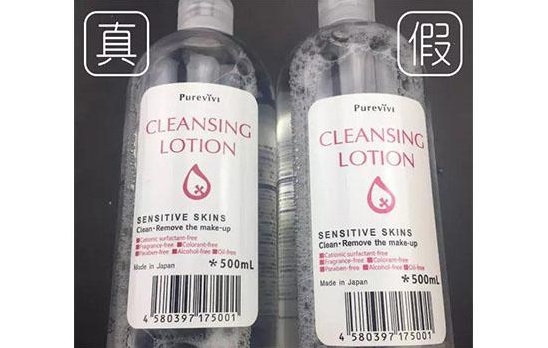 真
假
Purevivi
CLEANSING
LOTION
SENSITIVE SKINS
Clean・Remove the make-up
■Cationic surfactant-free
■Fragrance-free ■Colorant-free
■Paraben-free ■Alcohol-free ■Oil-free
Made in Japan
*500mL
4 580397 175001
Purevivi
CLEANSING
LOTION
SENSITIVE SKINS
Clean・Remove the make-up
■Cationic surfactant-free
■Fragrance-free ■Colorant-free
■Paraben-free ■Alcohol-free ■Oil-free
Made in Japan
*500mL
4 580397 175001